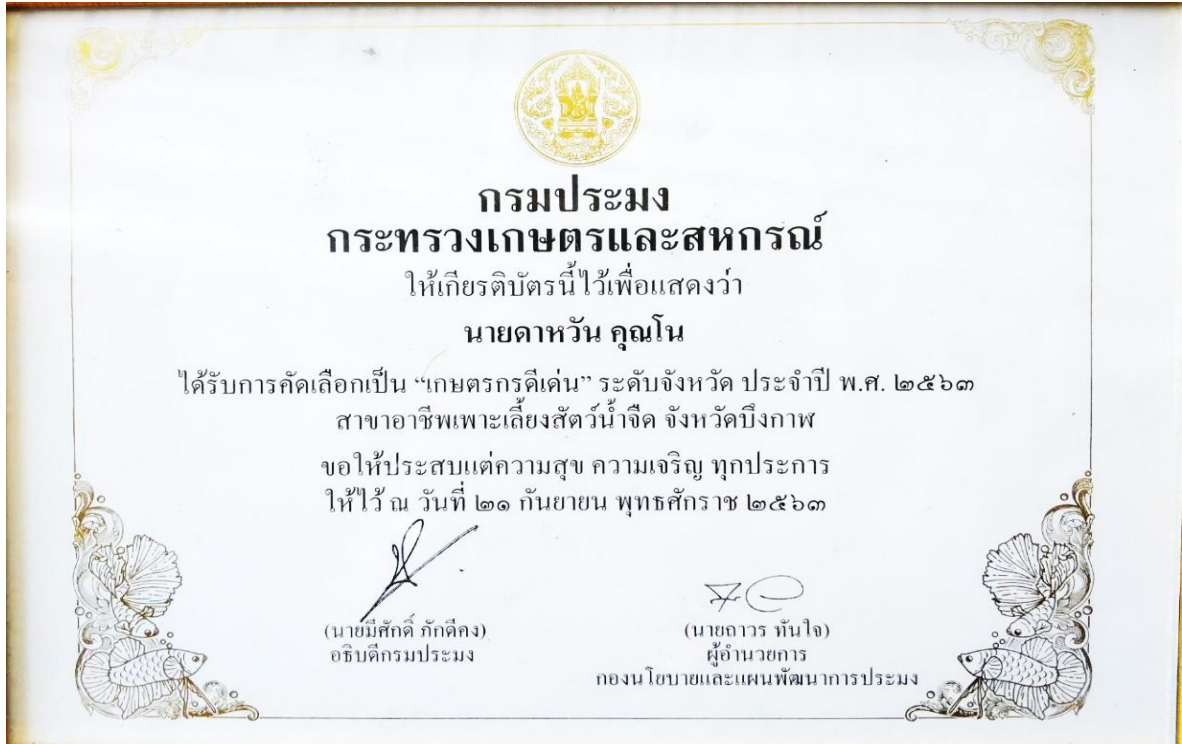 กรมประมง
กระทรวงเกษตรและสหกรณ์
ให้เกียรติบัตรนี้ไว้เพื่อแสดงว่า
นายดาหวัน คุณโน
ได้รับการคัดเลือกเป็น “เกษตรกรดีเด่น” ระดับจังหวัด ประจำปี พ.ศ. ๒๕๖๓
สาขาอาชีพเพาะเลี้ยงสัตว์น้ำจืด จังหวัดบึงกาฬ
ขอให้ประสบแต่ความสุข ความเจริญ ทุกประการ
ให้ไว้ ณ วันที่ ๒๑ กันยายน พุทธศักราช ๒๕๖๓
(นายมีศักดิ์ ภักดีคง)
อธิบดีกรมประมง
(นายถาวร ทันใจ)
ผู้อำนวยการ
กองนโยบายและแผนพัฒนาการประมง